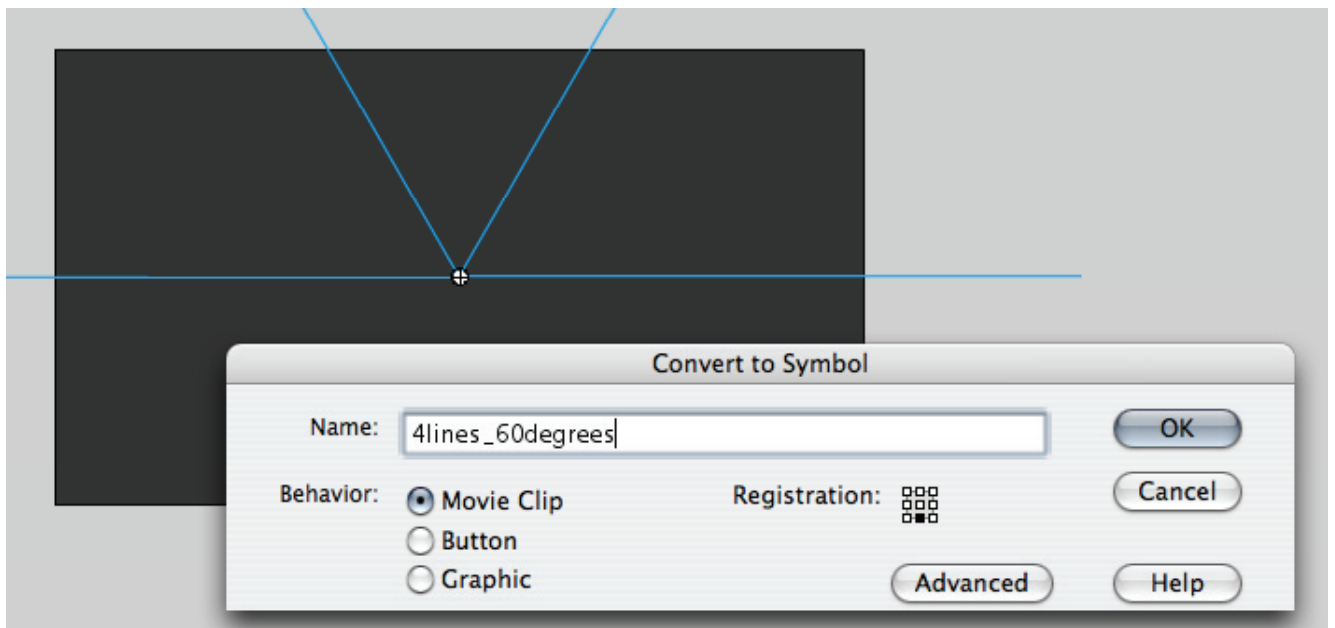 Convert to Symbol
Name: 4lines_60degrees OK
Behavior: Movie Clip Registration: Cancel
Button
Graphic Advanced Help